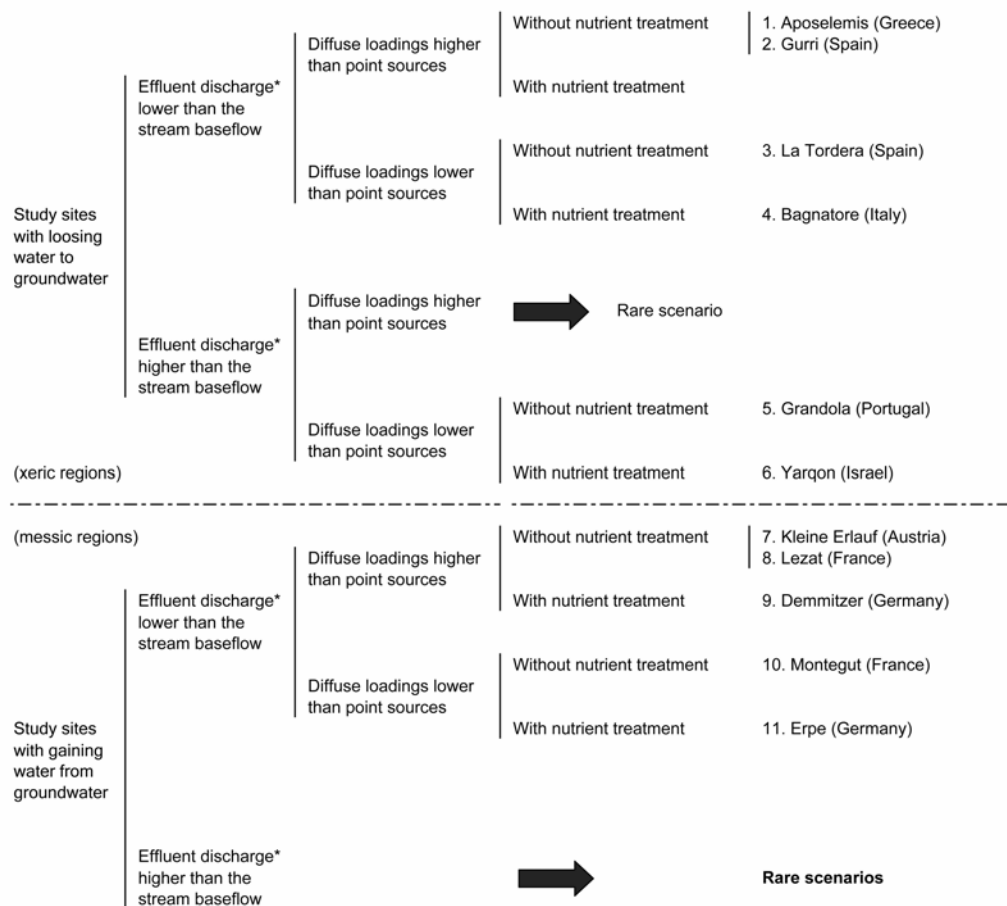 Study sites
with loosing
water to
groundwater
(xeric regions)
Effluent discharge*
lower than the
stream baseflow
Diffuse loadings higher
than point sources
Without nutrient treatment
1. Aposelemis (Greece)
2. Gurri (Spain)
With nutrient treatment
Diffuse loadings lower
than point sources
Without nutrient treatment
3. La Tordera (Spain)
With nutrient treatment
4. Bagnatore (Italy)
Effluent discharge*
higher than the
stream baseflow
Diffuse loadings higher
than point sources
Rare scenario
Diffuse loadings lower
than point sources
Without nutrient treatment
5. Grandola (Portugal)
With nutrient treatment
6. Yarqon (Israel)
(messic regions)
Study sites
with gaining
water from
groundwater
Effluent discharge*
lower than the
stream baseflow
Diffuse loadings higher
than point sources
Without nutrient treatment
7. Kleine Erlauf (Austria)
8. Lezat (France)
With nutrient treatment
9. Demmitzer (Germany)
Diffuse loadings lower
than point sources
Without nutrient treatment
10. Montegut (France)
With nutrient treatment
11. Erpe (Germany)
Effluent discharge*
higher than the
stream baseflow
Rare scenarios